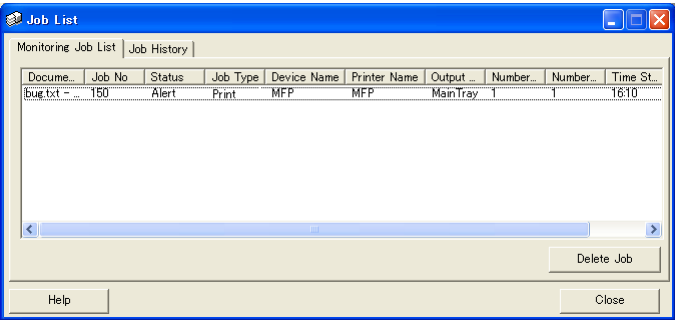 Job List
Monitoring Job List Job History
Docume... Job No Status Job Type Device Name Printer Name Output ... Number... Number... Time St...
bug.txt - ... 150 Alert Print MFP MFP MainTray 1 1 16:10
Delete Job
Help Close